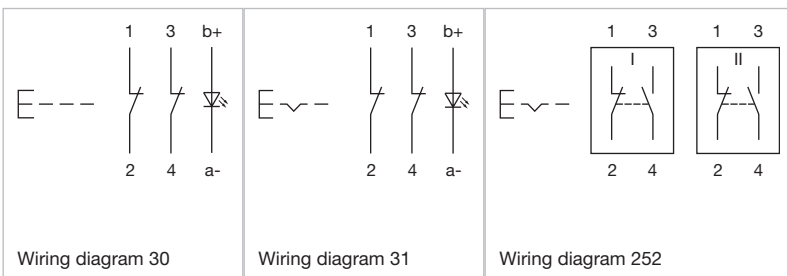 1 3 b+
2 4 a-
Wiring diagram 30
1 3 b+
2 4 a-
Wiring diagram 31
1 3 1 3
I II
2 4 2 4
Wiring diagram 252